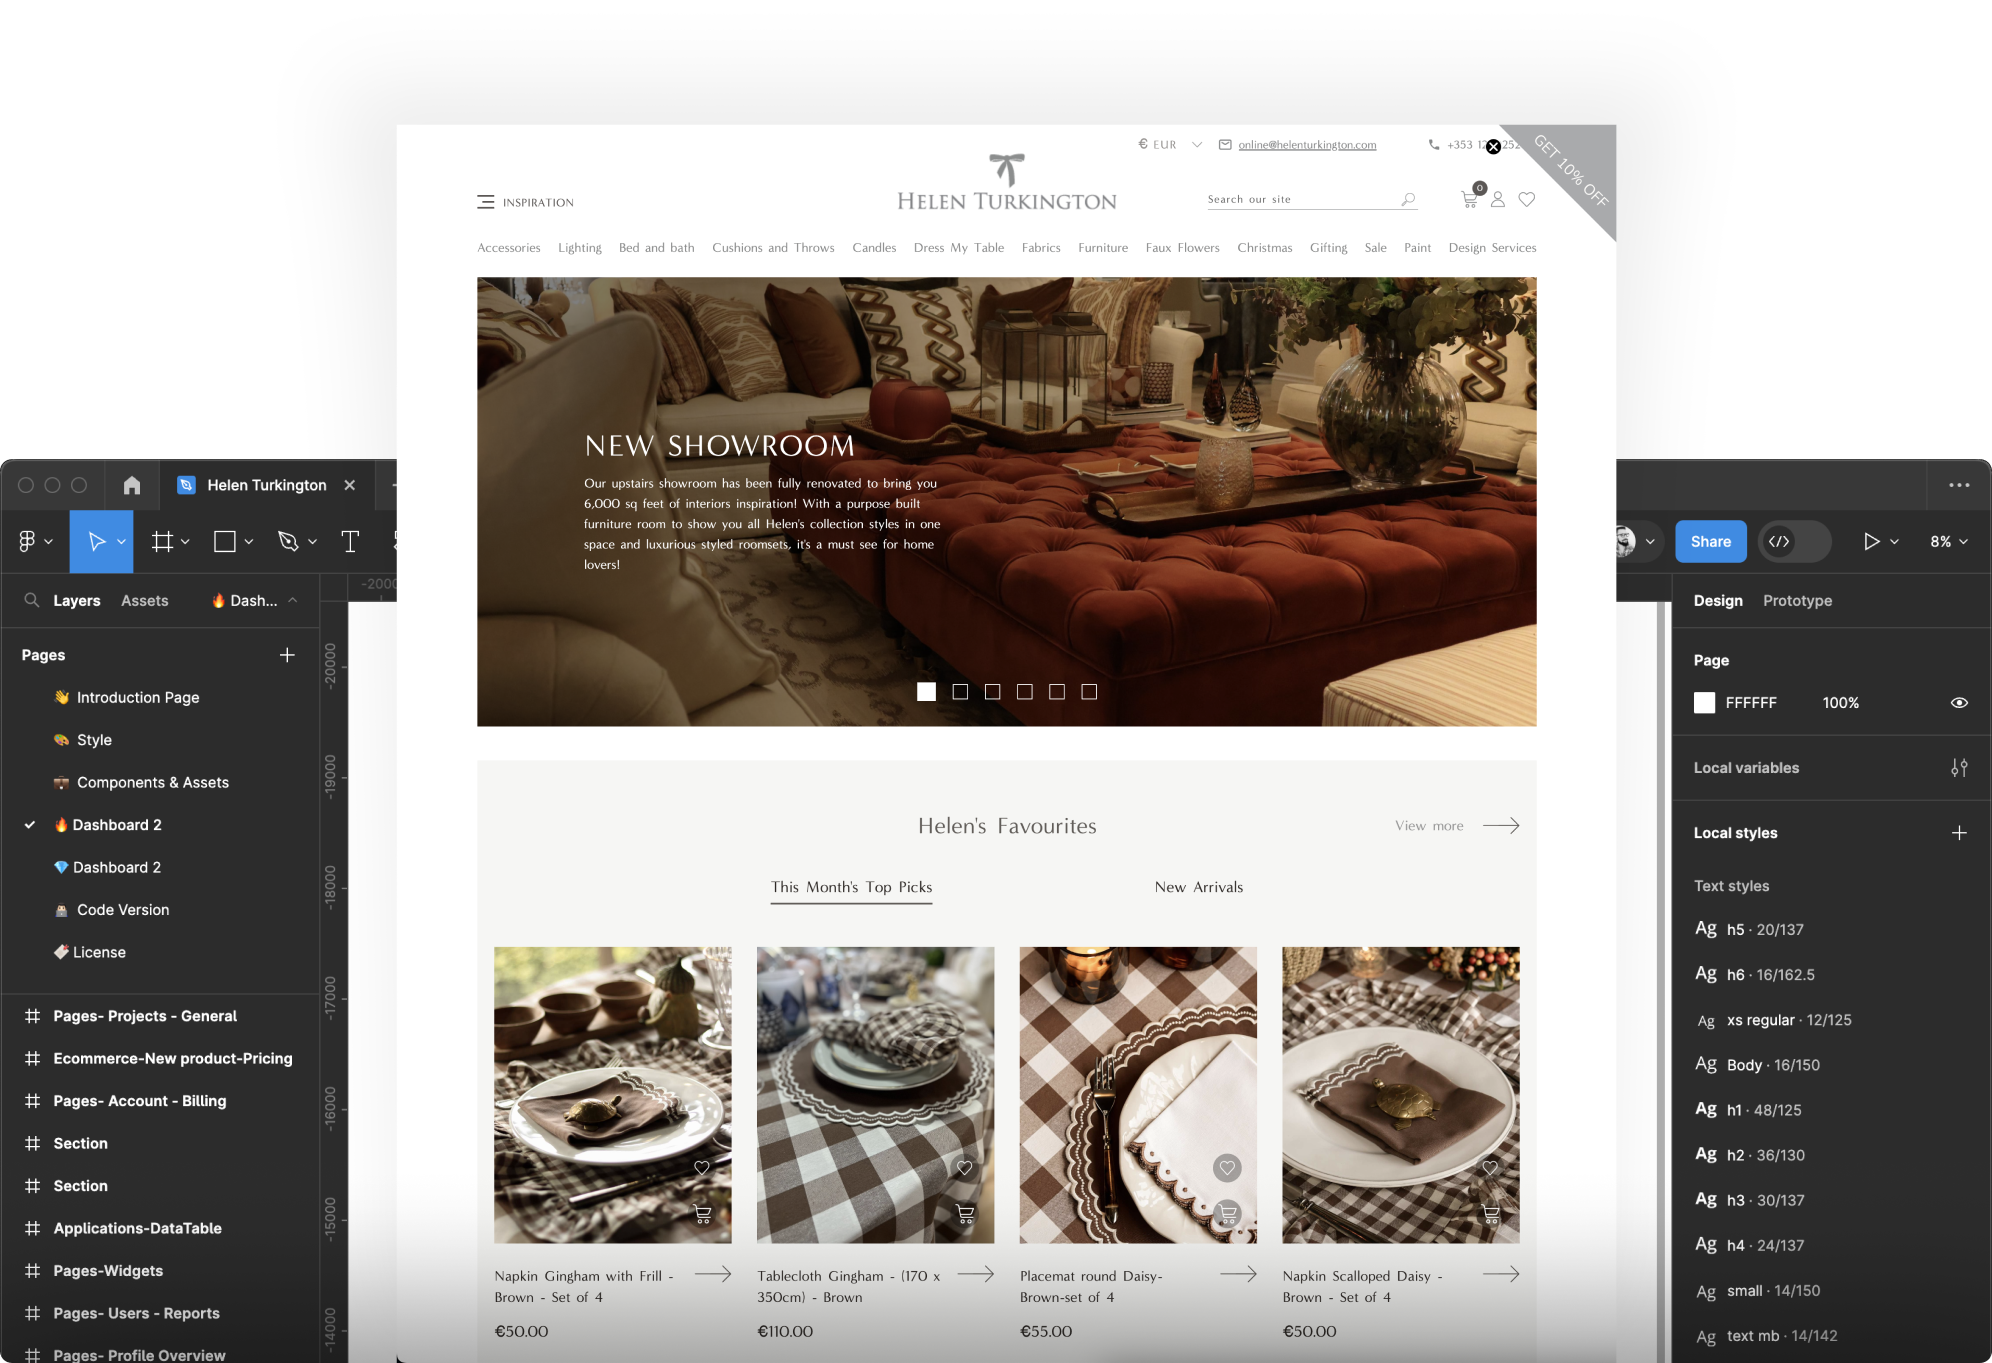 € EUR
online@helenturkington.com
+353 12 252
GET 10% OFF
INSPIRATION
HELEN TURKINGTON
Search our site
0
Accessories Lighting Bed and bath Cushions and Throws Candles Dress My Table Fabrics Furniture Faux Flowers Christmas Gifting Sale Paint Design Services
NEW SHOWROOM
Our upstairs showroom has been fully renovated to bring you
6,000 sq feet of interiors inspiration! With a purpose built
furniture room to show you all Helen's collection styles in one
space and luxurious styled roomsets, it's a must see for home
lovers!
Helen's Favourites
View more
This Month's Top Picks
New Arrivals
Napkin Gingham with Frill -
Brown - Set of 4
€50.00
Tablecloth Gingham - (170 x
350cm) - Brown
€110.00
Placemat round Daisy-
Brown-set of 4
€55.00
Napkin Scalloped Daisy -
Brown - Set of 4
€50.00
Helen Turkington
Layers Assets Dash...
Pages
Introduction Page
Style
Components & Assets
Dashboard 2
Dashboard 2
Code Version
License
Pages- Projects - General
Ecommerce-New product-Pricing
Pages- Account - Billing
Section
Section
Applications-DataTable
Pages-Widgets
Pages- Users - Reports
Pages- Profile Overview
-2000
-20000
-19000
-18000
-17000
-16000
-15000
-14000
Share
</>
8%
Design Prototype
Page
FFFFFF 100%
Local variables
Local styles
Text styles
Ag h5 · 20/137
Ag h6 · 16/162.5
Ag xs regular · 12/125
Ag Body · 16/150
Ag h1 · 48/125
Ag h2 · 36/130
Ag h3 · 30/137
Ag h4 · 24/137
Ag small · 14/150
Ag text mb · 14/142